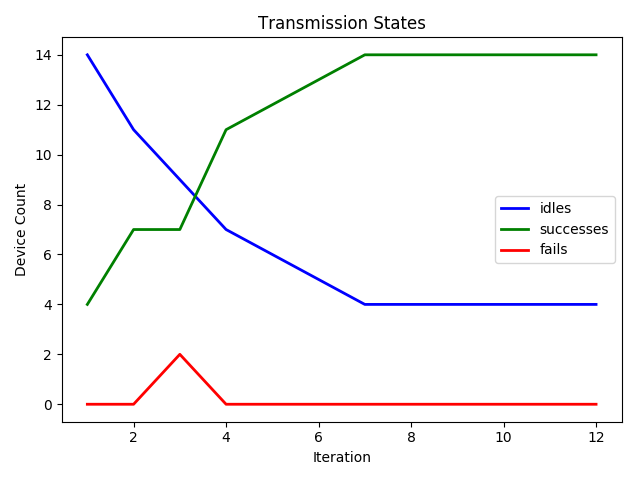 Transmission States
Device Count
14
12
10
8
6
4
2
0
idles
successes
fails
2 4 6 8 10 12
Iteration